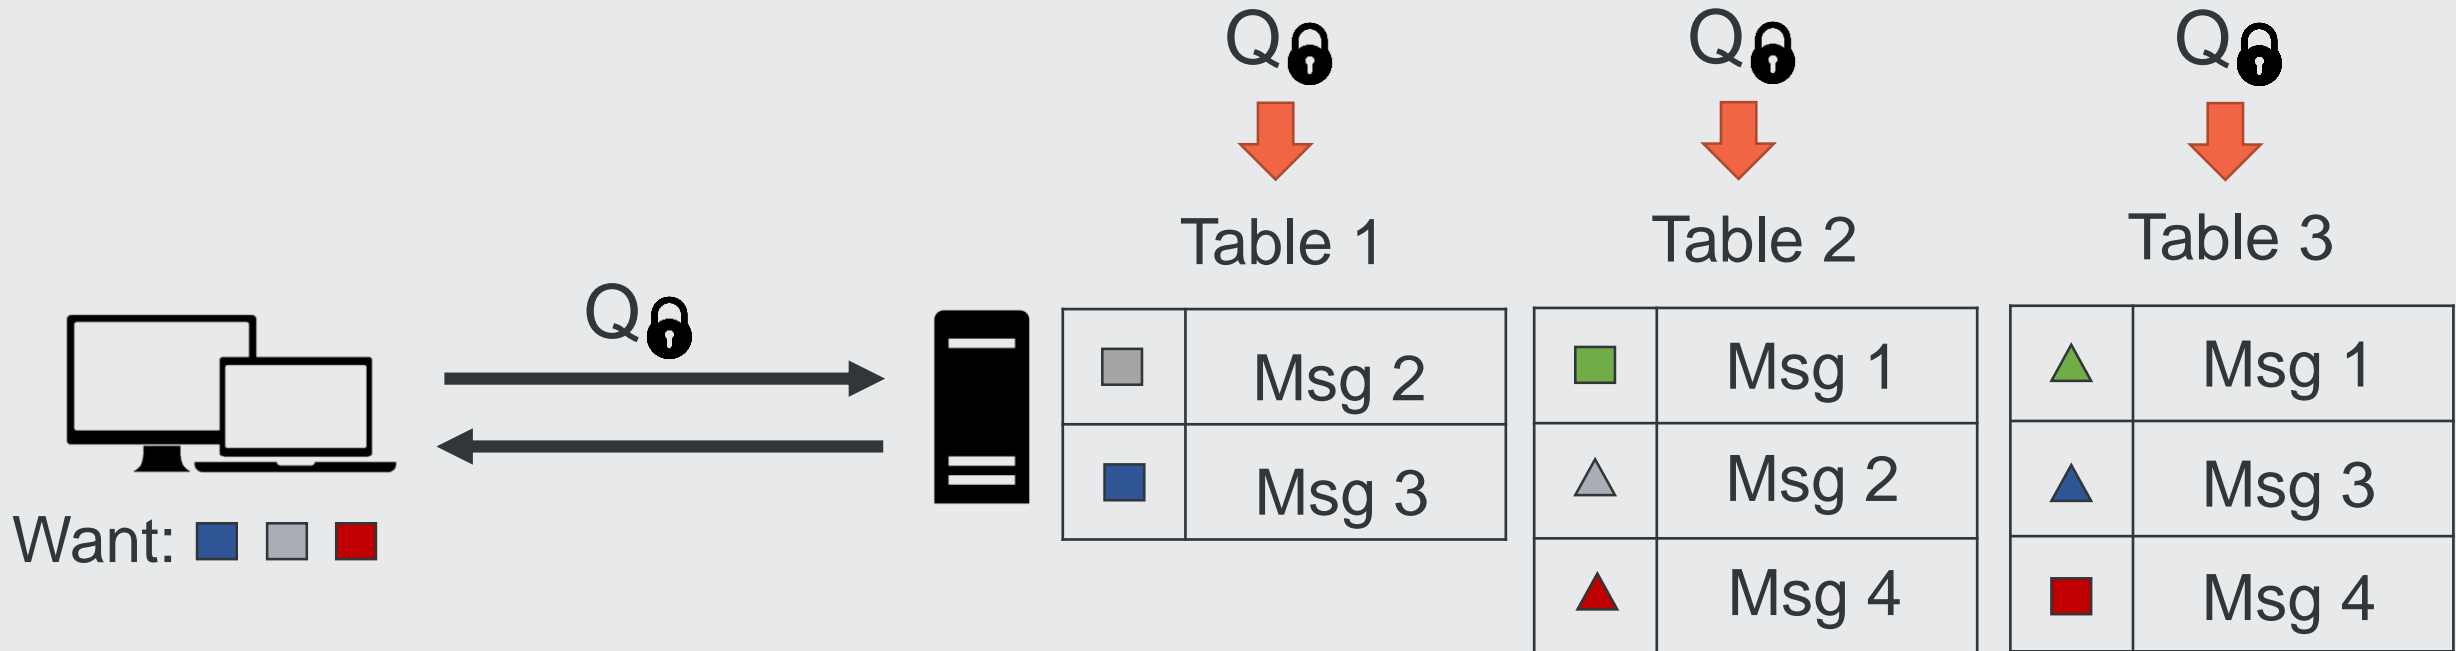 Q Q Q
Table 1 Table 2 Table 3
Q
Msg 2 Msg 1 Msg 1
Msg 3 Msg 2 Msg 3
Want:
Msg 4 Msg 4